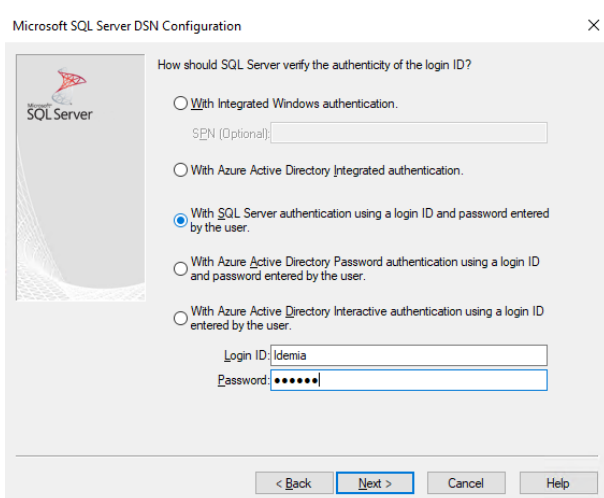 Microsoft SQL Server DSN Configuration
How should SQL Server verify the authenticity of the login ID?
Microsoft
SQL Server
With Integrated Windows authentication.
SPN (Optional):
With Azure Active Directory Integrated authentication.
With SQL Server authentication using a login ID and password entered
by the user.
With Azure Active Directory Password authentication using a login ID
and password entered by the user.
With Azure Active Directory Interactive authentication using a login ID
entered by the user.
Login ID: Idemia
Password: ●●●●●●
< Back Next > Cancel Help